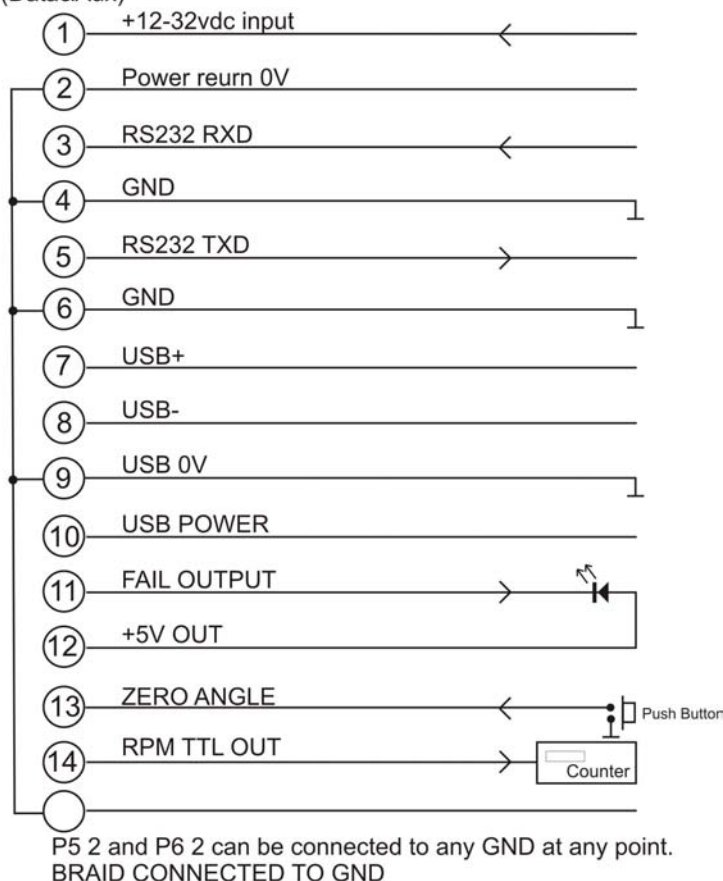 1 +12-32vdc input
2 Power reurn 0V
3 RS232 RXD
4 GND
5 RS232 TXD
6 GND
7 USB+
8 USB-
9 USB 0V
10 USB POWER
11 FAIL OUTPUT
12 +5V OUT
13 ZERO ANGLE
Push Button
14 RPM TTL OUT
Counter
P5 2 and P6 2 can be connected to any GND at any point.
BRAID CONNECTED TO GND